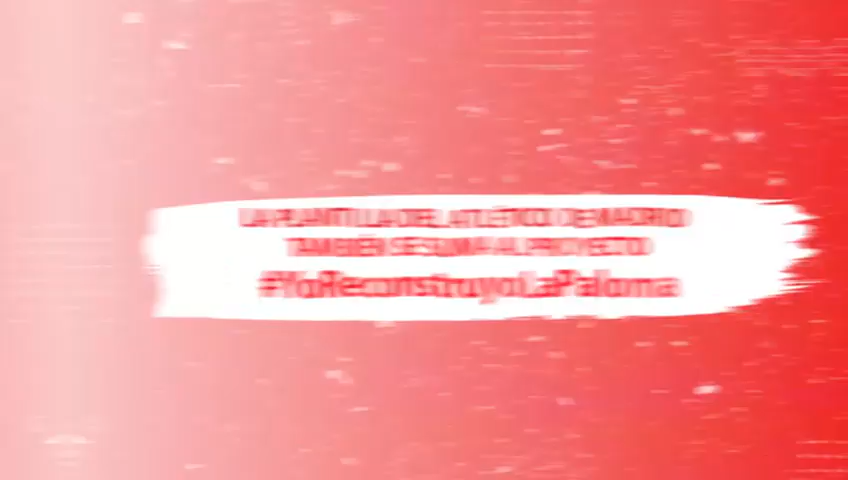 LA PLANTILLA DEL ATLÉTICO DE MADRID
TAMBIÉN SE SUMA AL PROYECTO
#YoReconstruyoLaPaloma